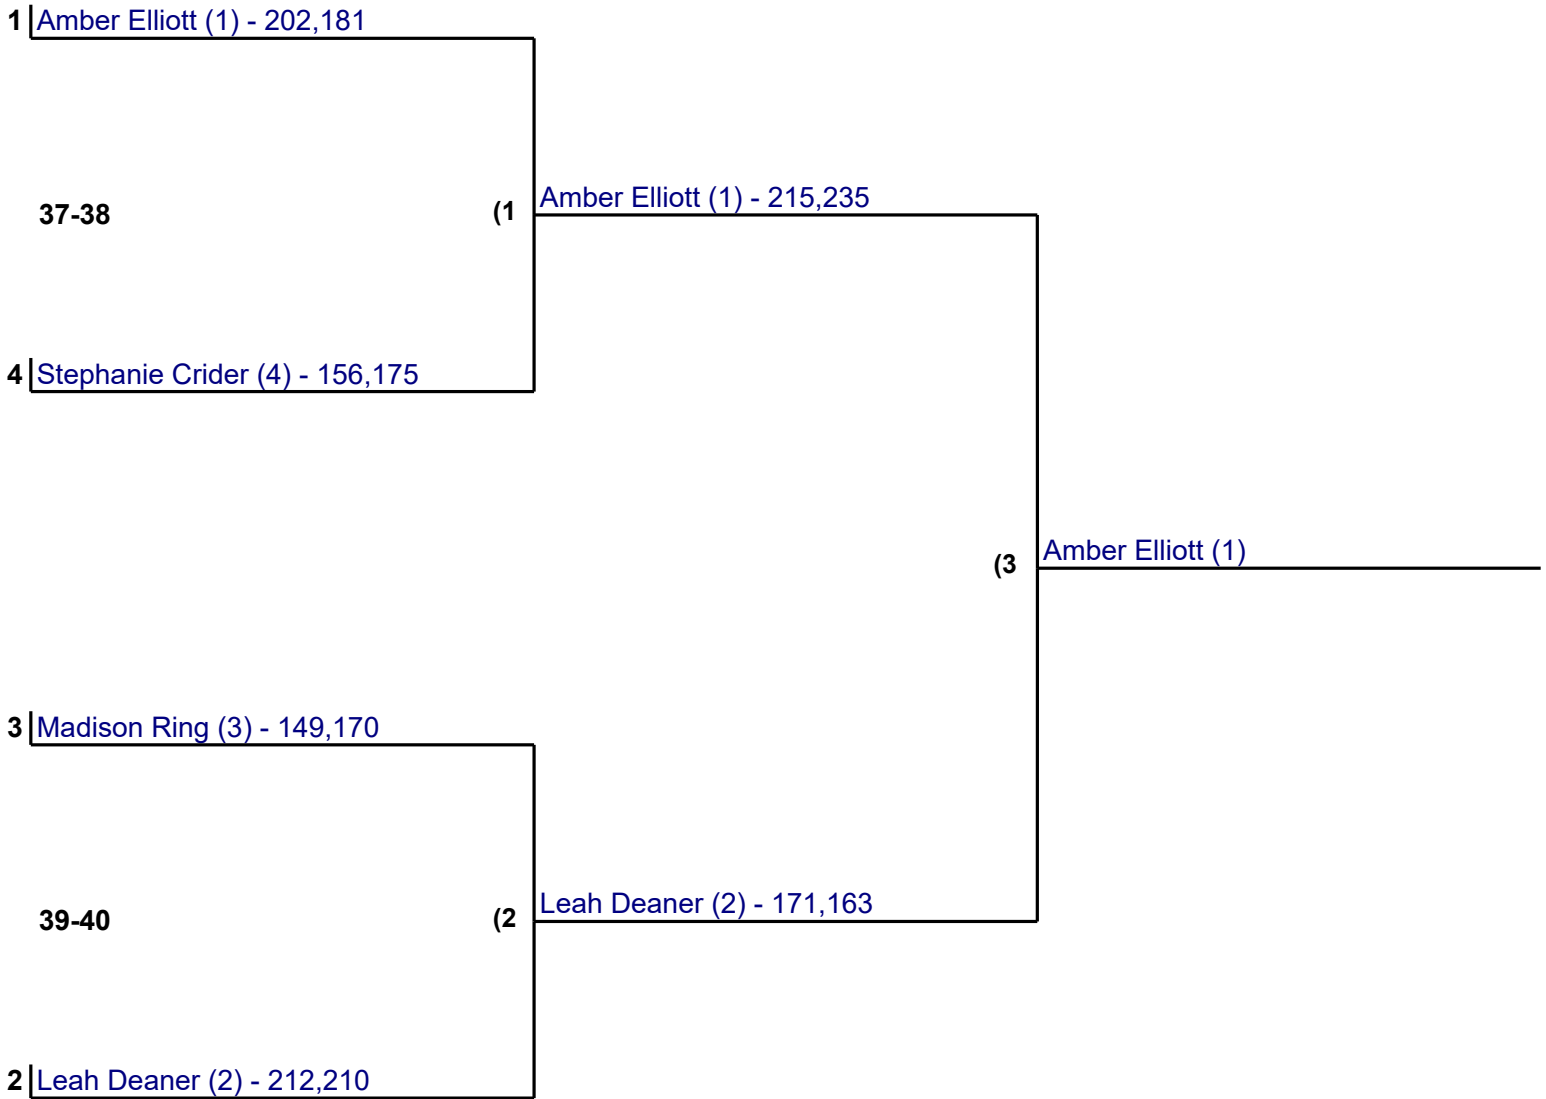 1 Amber Elliott (1) - 202,181
37-38
(1
Amber Elliott (1) - 215,235
4 Stephanie Crider (4) - 156,175
(3
Amber Elliott (1)
3 Madison Ring (3) - 149,170
39-40
(2
Leah Deaner (2) - 171,163
2 Leah Deaner (2) - 212,210